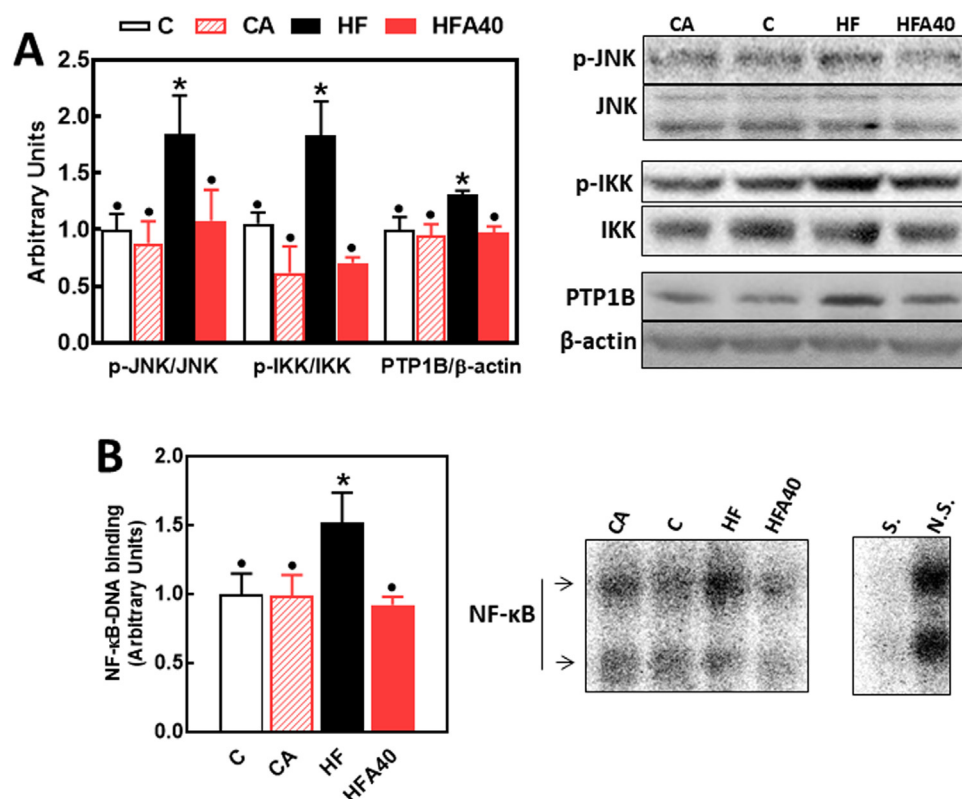 C CA HF HFA40
A
2.5
2.0
1.5
1.0
0.5
0.0
Arbitrary Units
* * *
p-JNK/JNK p-IKK/IKK PTP1B/β-actin
CA C HF HFA40
p-JNK
JNK
p-IKK
IKK
PTP1B
β-actin
B
2.0
1.5
1.0
0.5
0.0
NF-κB-DNA binding
(Arbitrary Units)
*
C CA HF HFA40
CA C HF HFA40
NF-κB
S. N.S.